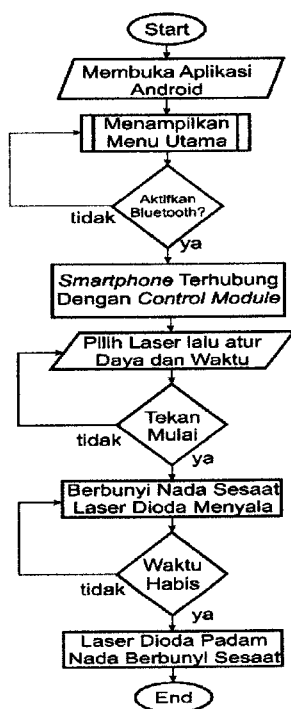 Start
Membuka Aplikasi
Android
Menampilkan
Menu Utama
Aktifkan
Bluetooth?
tidak
ya
Smartphone Terhubung
Dengan Control Module
Pilih Laser lalu atur
Daya dan Waktu
Tekan
Mulai
tidak
ya
Berbunyi Nada Sesaat
Laser Dioda Menyala
Waktu
Habis
tidak
ya
Laser Dioda Padam
Nada Berbunyi Sesaat
End